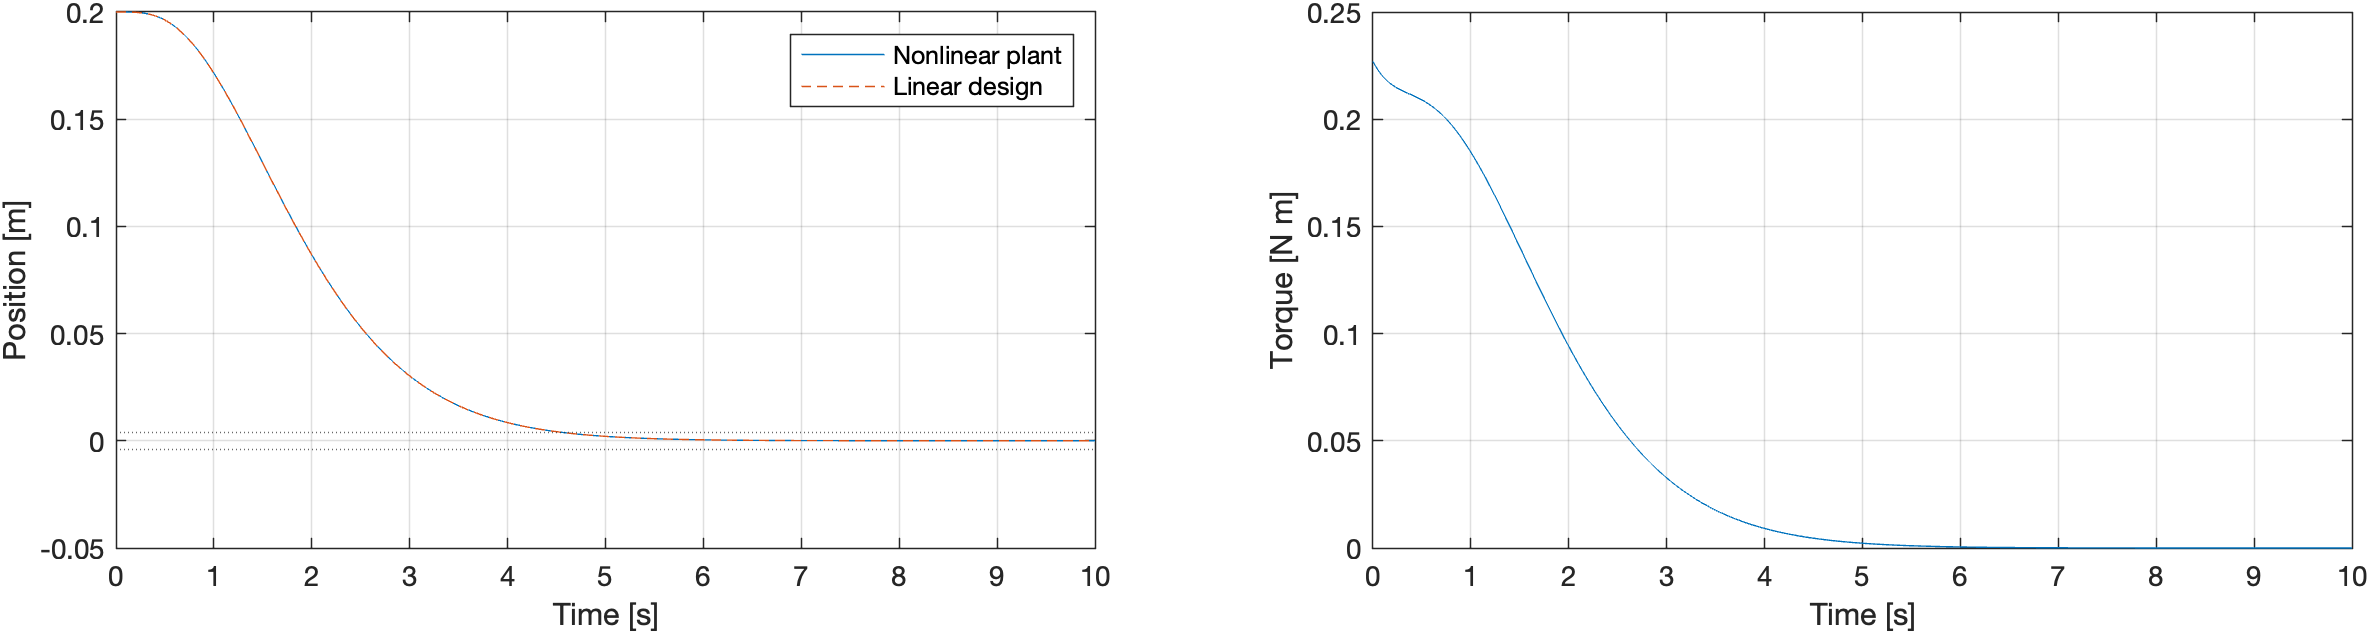 0.2
0.15
0.1
0.05
0
-0.05
Position [m]
Nonlinear plant
Linear design
0 1 2 3 4 5 6 7 8 9 10
Time [s]
0.25
0.2
0.15
0.1
0.05
0
Torque [N m]
0 1 2 3 4 5 6 7 8 9 10
Time [s]